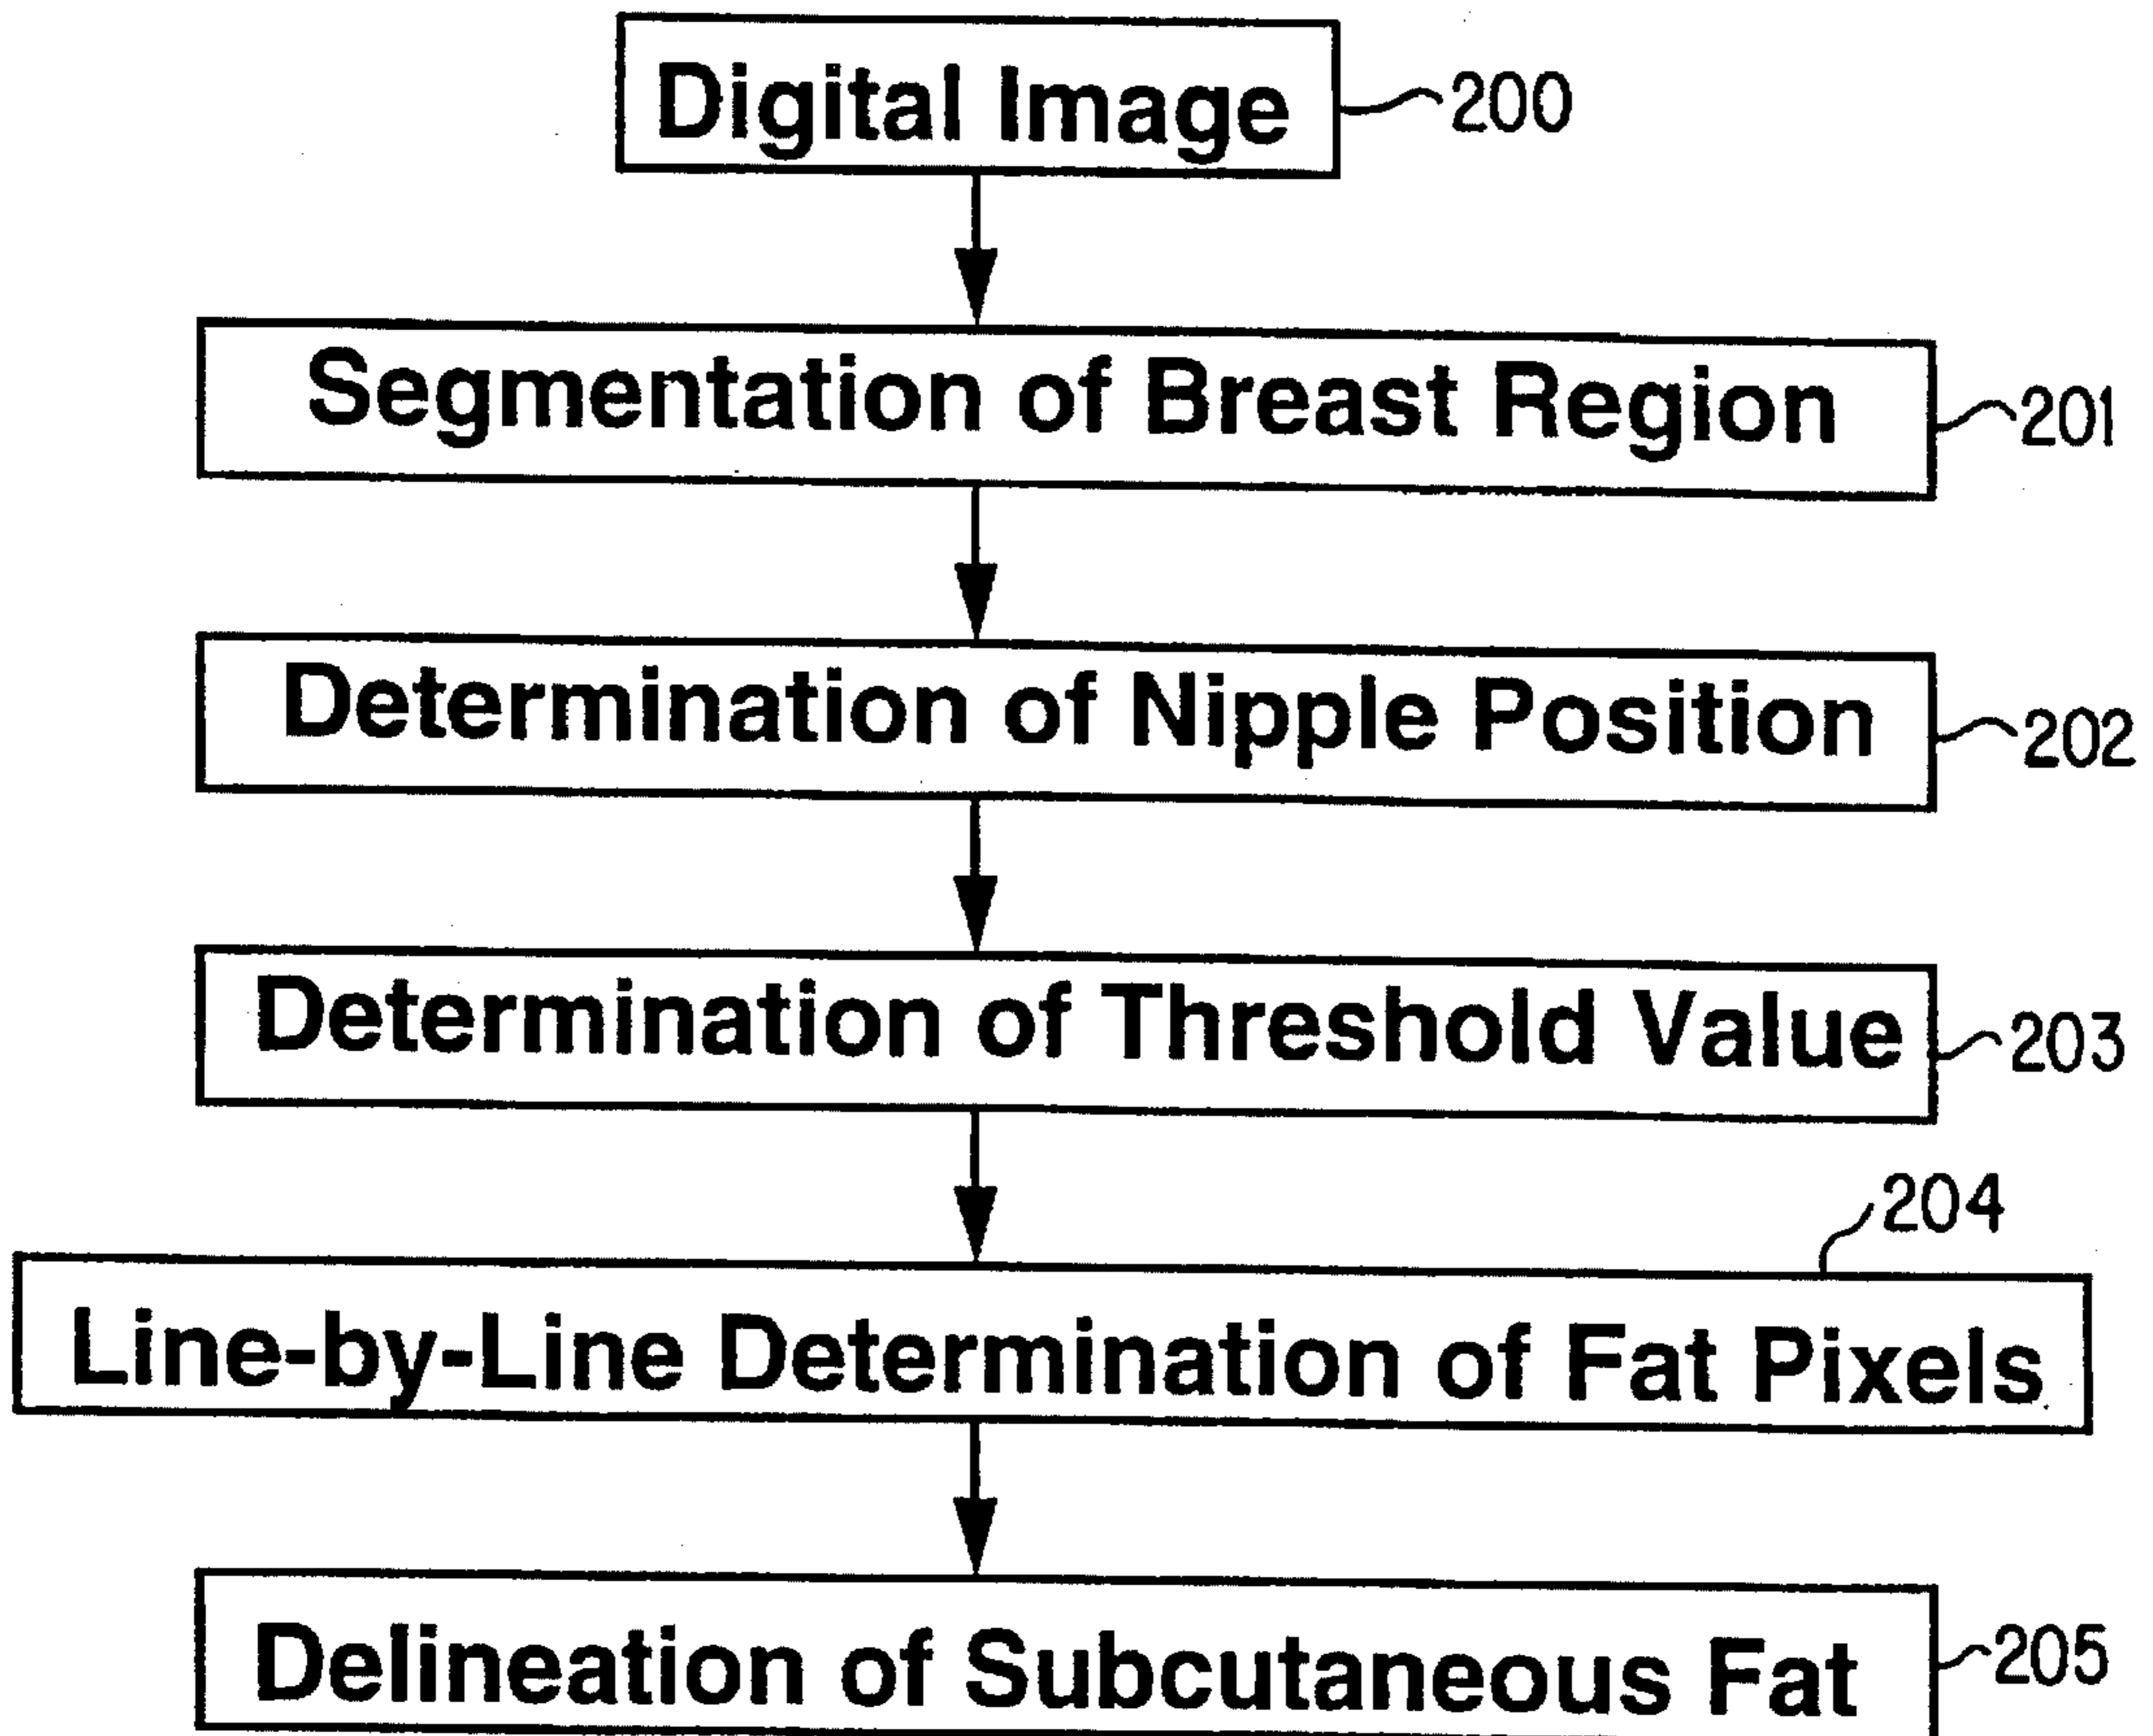 Digital Image 200
Segmentation of Breast Region 201
Determination of Nipple Position 202
Determination of Threshold Value 203
204
Line-by-Line Determination of Fat Pixels
Delineation of Subcutaneous Fat 205